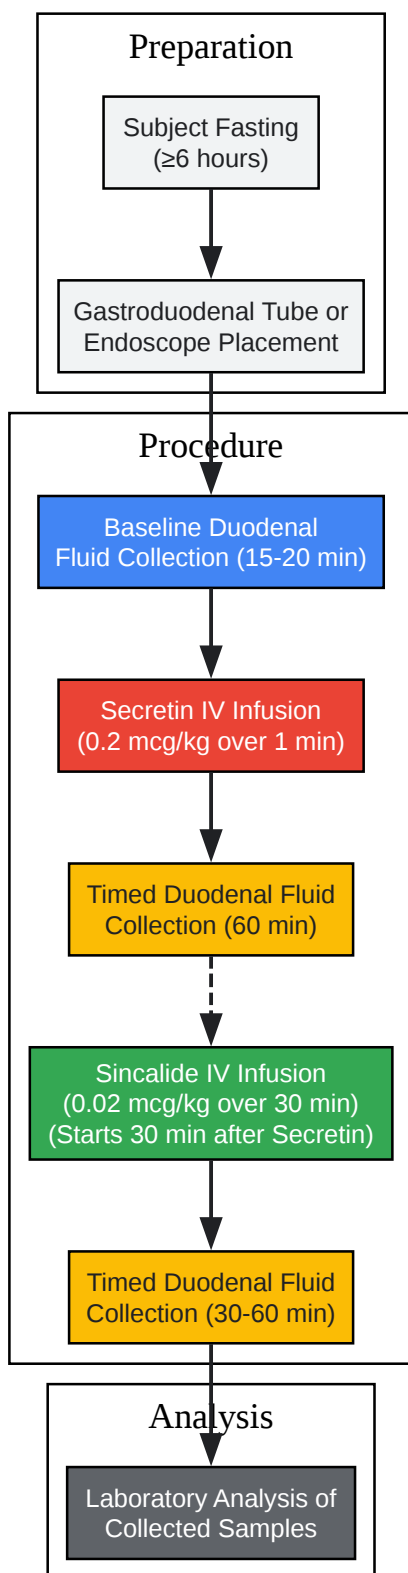 Preparation
Subject Fasting
(≥6 hours)
Gastroduodenal Tube or
Endoscope Placement
Procedure
Baseline Duodenal
Fluid Collection (15-20 min)
Secretin IV Infusion
(0.2 mcg/kg over 1 min)
Timed Duodenal Fluid
Collection (60 min)
Sincalide IV Infusion
(0.02 mcg/kg over 30 min)
(Starts 30 min after Secretin)
Timed Duodenal Fluid
Collection (30-60 min)
Analysis
Laboratory Analysis of
Collected Samples